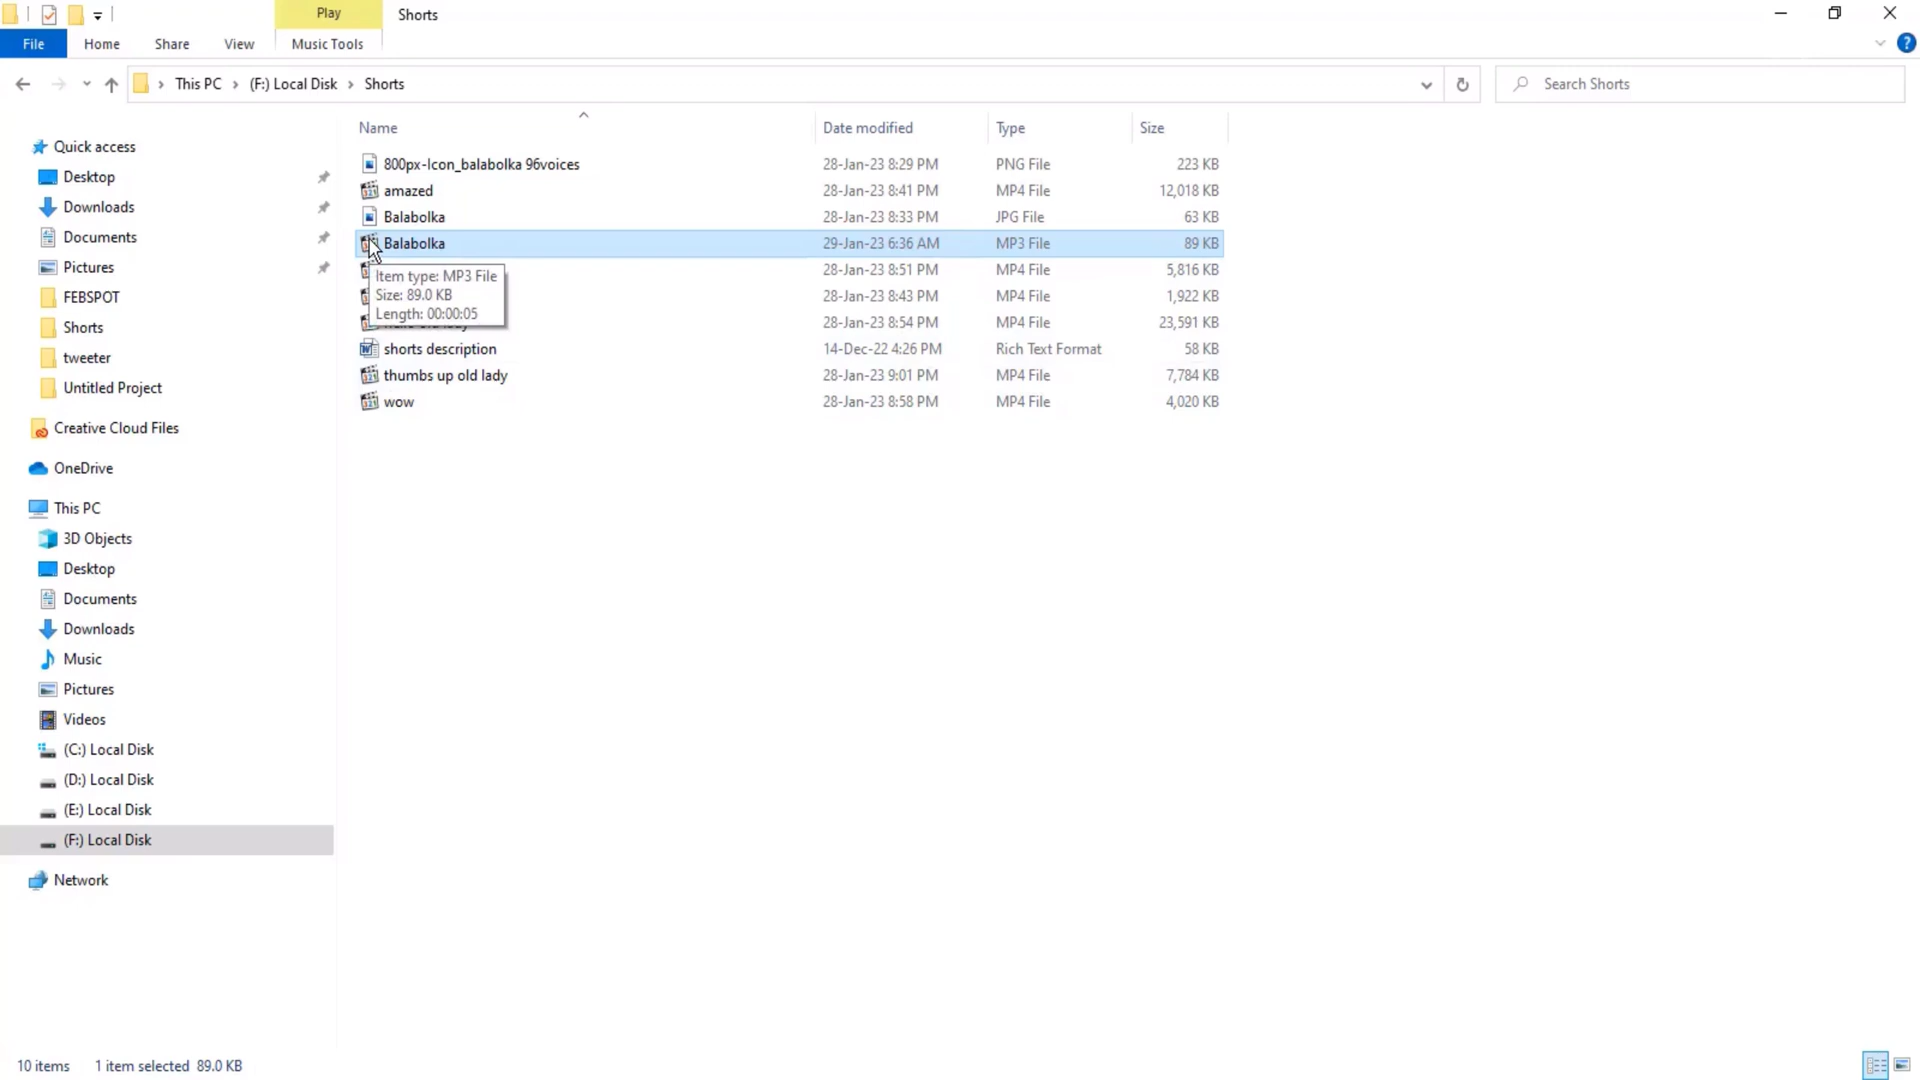 Play
Shorts
File
Home
Share
View
Music Tools
This PC
(F:) Local Disk
Shorts
Search Shorts
Name
Date modified
Type
Size
800px-Icon_balabolka 96voices 28-Jan-23 8:29 PM PNG File 223 KB
amazed 28-Jan-23 8:41 PM MP4 File 12,018 KB
Balabolka 28-Jan-23 8:33 PM JPG File 63 KB
Balabolka 29-Jan-23 6:36 AM MP3 File 89 KB
28-Jan-23 8:51 PM MP4 File 5,816 KB
28-Jan-23 8:43 PM MP4 File 1,922 KB
28-Jan-23 8:54 PM MP4 File 23,591 KB
shorts description 14-Dec-22 4:26 PM Rich Text Format 58 KB
thumbs up old lady 28-Jan-23 9:01 PM MP4 File 7,784 KB
wow 28-Jan-23 8:58 PM MP4 File 4,020 KB
Item type: MP3 File
Size: 89.0 KB
Length: 00:00:05
Quick access
Desktop
Downloads
Documents
Pictures
FEBSPOT
Shorts
tweeter
Untitled Project
Creative Cloud Files
OneDrive
This PC
3D Objects
Desktop
Documents
Downloads
Music
Pictures
Videos
(C:) Local Disk
(D:) Local Disk
(E:) Local Disk
(F:) Local Disk
Network
10 items
1 item selected 89.0 KB